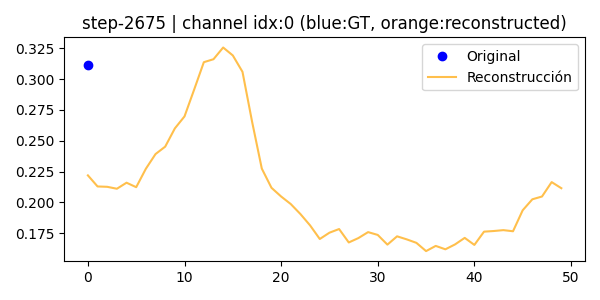 step-2675 | channel idx:0 (blue:GT, orange:reconstructed)
Original
Reconstrucción
0.325
0.300
0.275
0.250
0.225
0.200
0.175
0 10 20 30 40 50